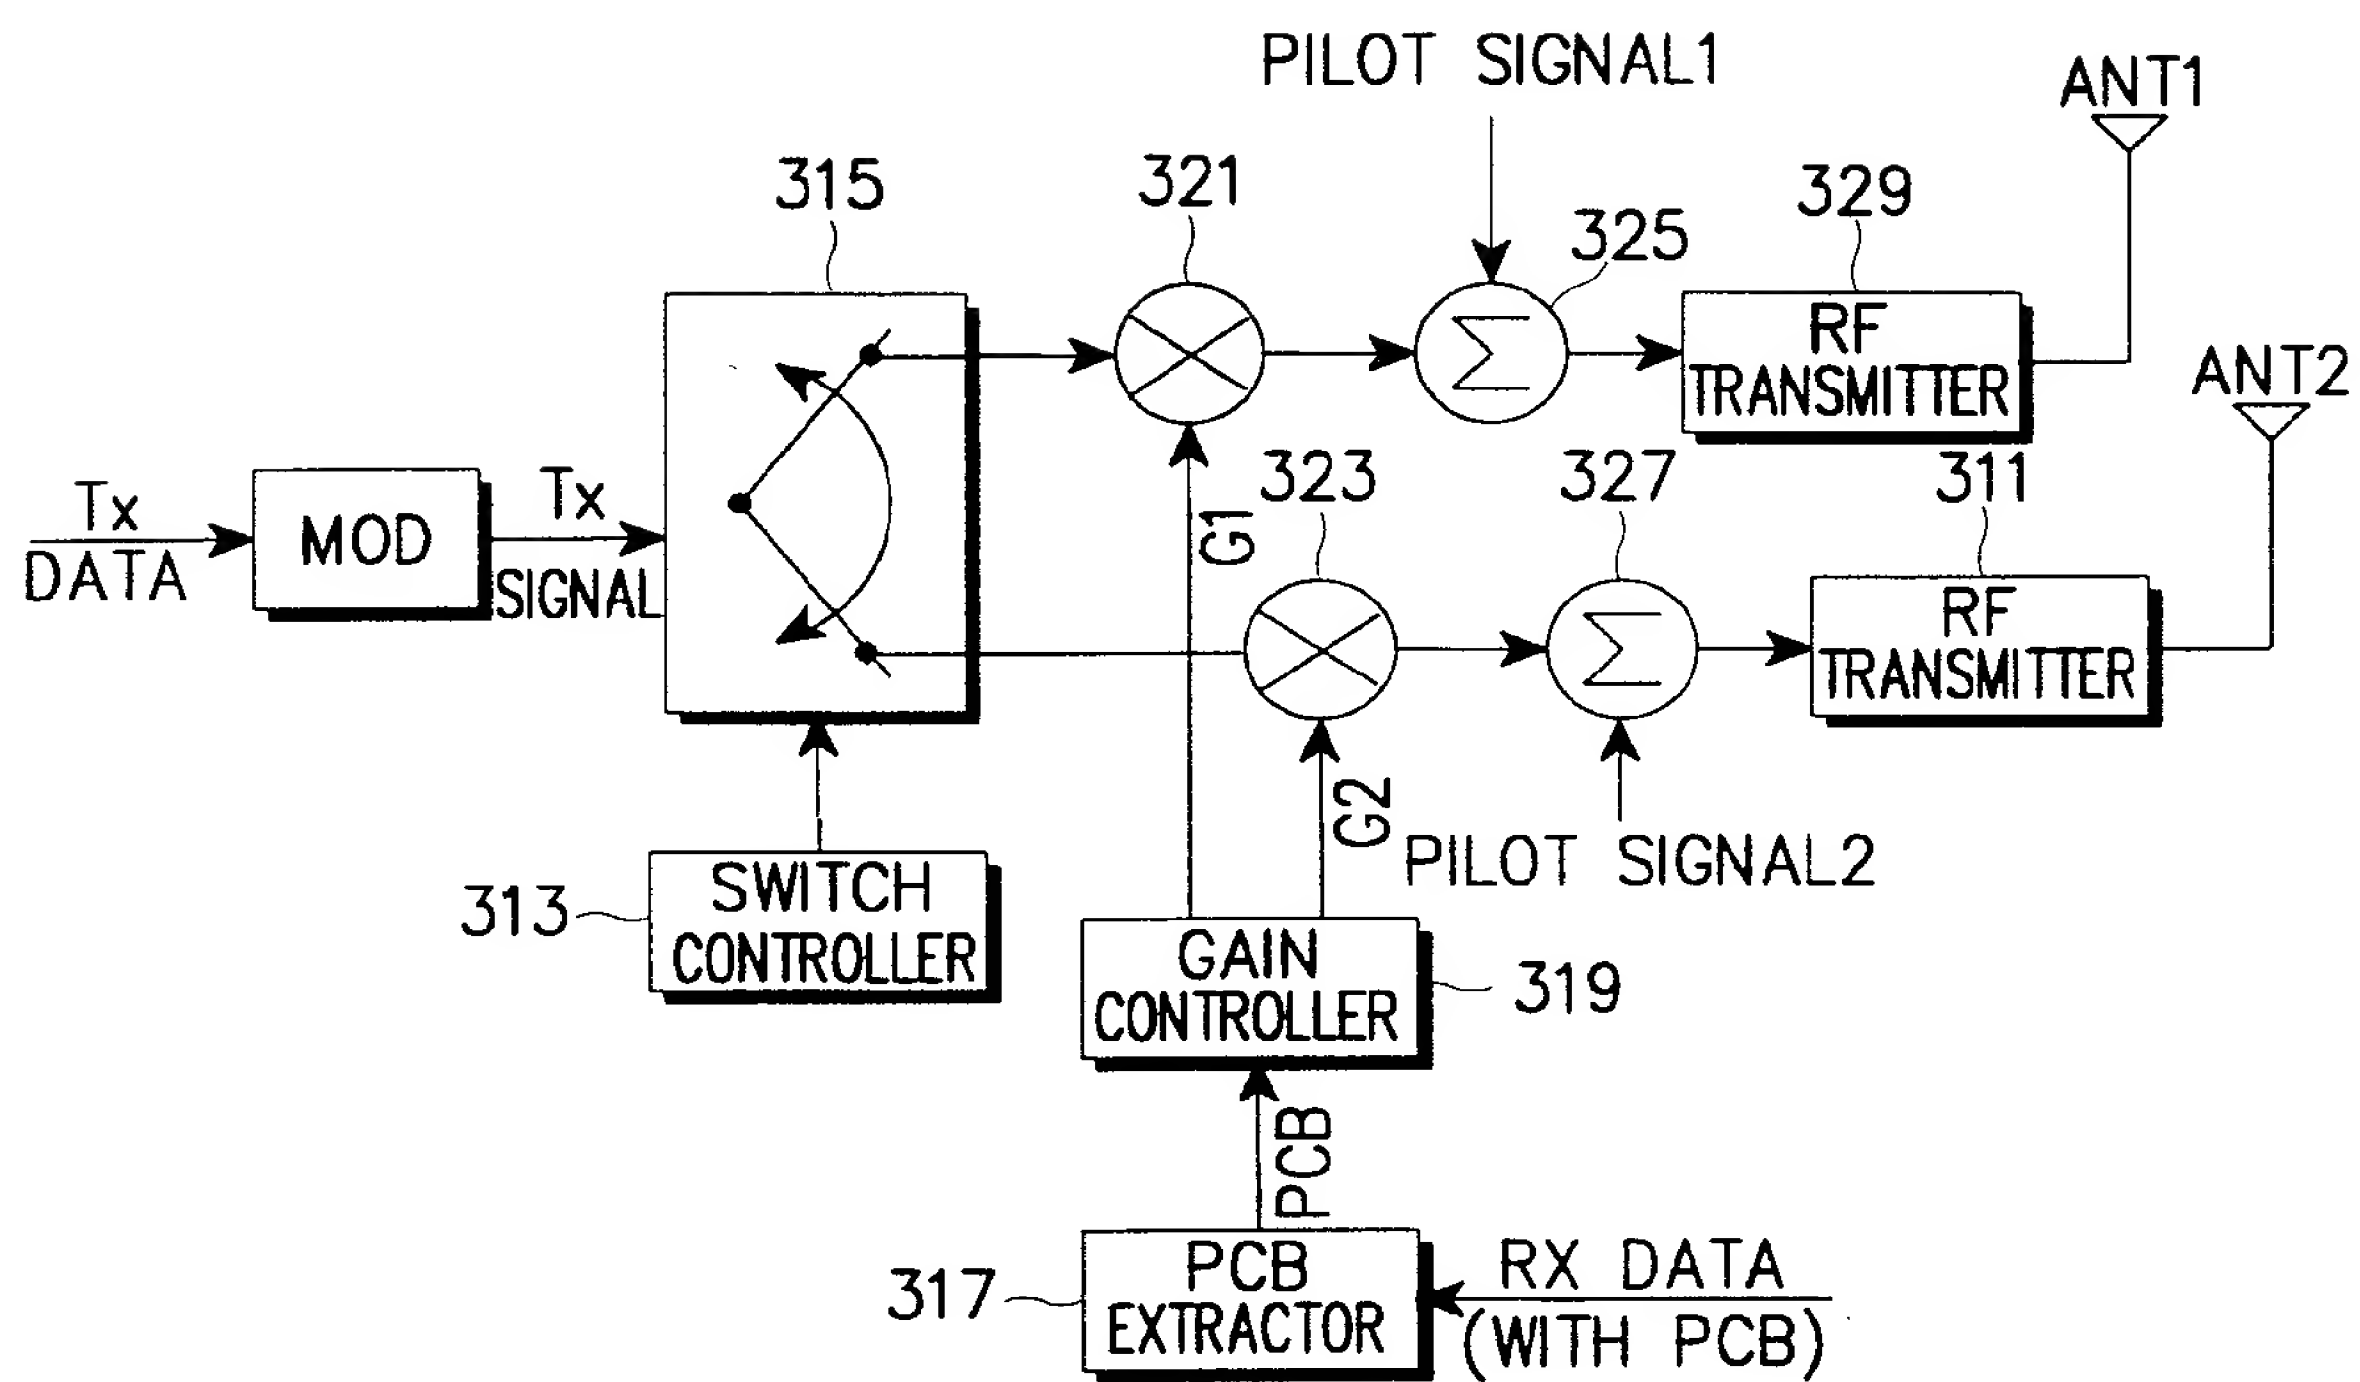 PILOT SIGNAL1
ANT1
315
321
325
329
RF
TRANSMITTER
ANT2
Tx
DATA
MOD
Tx
SIGNAL
G1
323
327
311
RF
TRANSMITTER
G2
PILOT SIGNAL2
313
SWITCH
CONTROLLER
GAIN
CONTROLLER
319
PCB
317
PCB
EXTRACTOR
RX DATA
(WITH PCB)